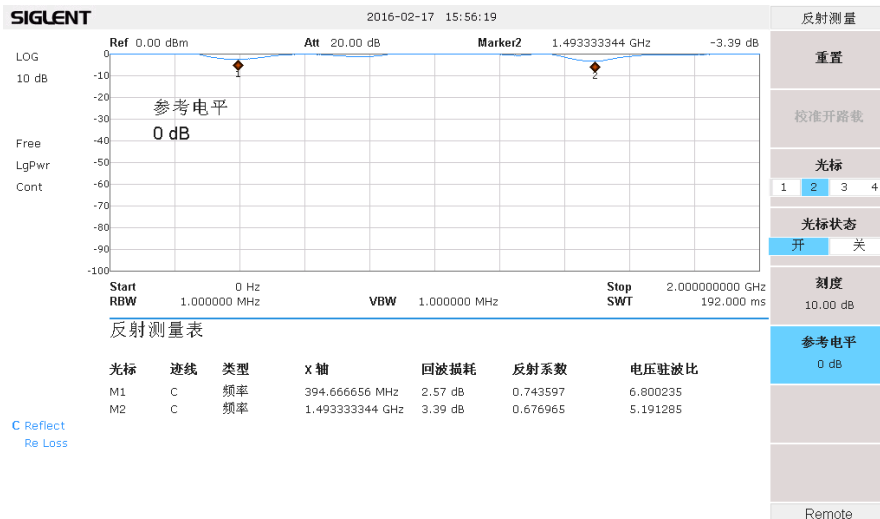 SIGLENT
2016-02-17 15:56:19
反射测量
Ref 0.00 dBm
Att 20.00 dB
Marker2 1.493333344 GHz -3.39 dB
LOG
10 dB
Free
LgPwr
Cont
0
-10
-20
-30
-40
-50
-60
-70
-80
-90
-100
1
2
参考电平
0 dB
Start 0 Hz
Stop 2.000000000 GHz
RBW 1.000000 MHz
VBW 1.000000 MHz
SWT 192.000 ms
反射测量表
光标 迹线 类型 X 轴 回波损耗 反射系数 电压驻波比
M1 C 频率 394.666656 MHz 2.57 dB 0.743597 6.800235
M2 C 频率 1.493333344 GHz 3.39 dB 0.676965 5.191285
C Reflect
Re Loss
重置
校准开路载
光标
1 2 3 4
光标状态
开 关
刻度
10.00 dB
参考电平
0 dB
Remote